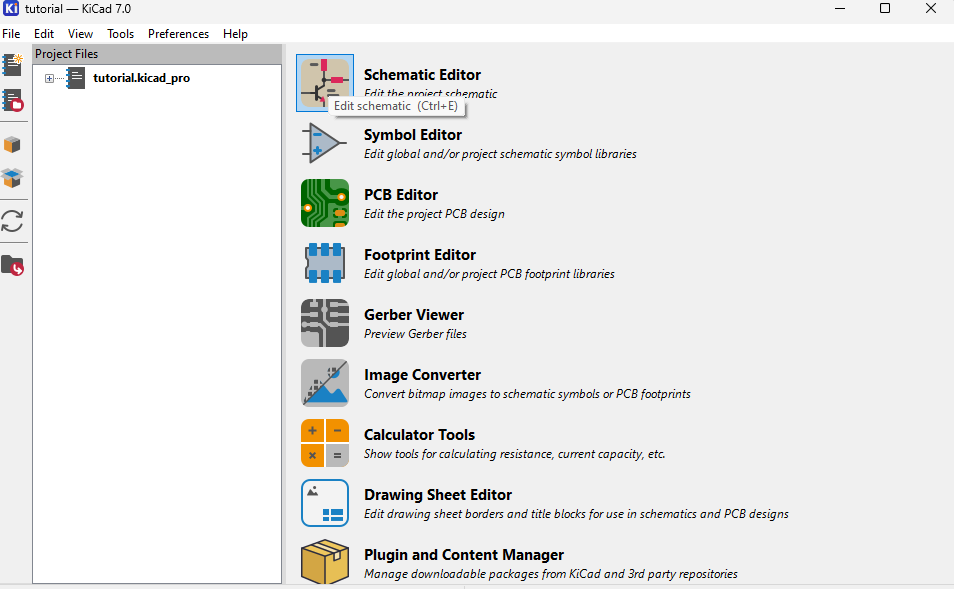 Ki tutorial — KiCad 7.0
File Edit View Tools Preferences Help
Project Files
tutorial.kicad_pro
Schematic Editor
Edit the project schematic
Edit schematic (Ctrl+E)
Symbol Editor
Edit global and/or project schematic symbol libraries
PCB Editor
Edit the project PCB design
Footprint Editor
Edit global and/or project PCB footprint libraries
Gerber Viewer
Preview Gerber files
Image Converter
Convert bitmap images to schematic symbols or PCB footprints
Calculator Tools
Show tools for calculating resistance, current capacity, etc.
Drawing Sheet Editor
Edit drawing sheet borders and title blocks for use in schematics and PCB designs
Plugin and Content Manager
Manage downloadable packages from KiCad and 3rd party repositories